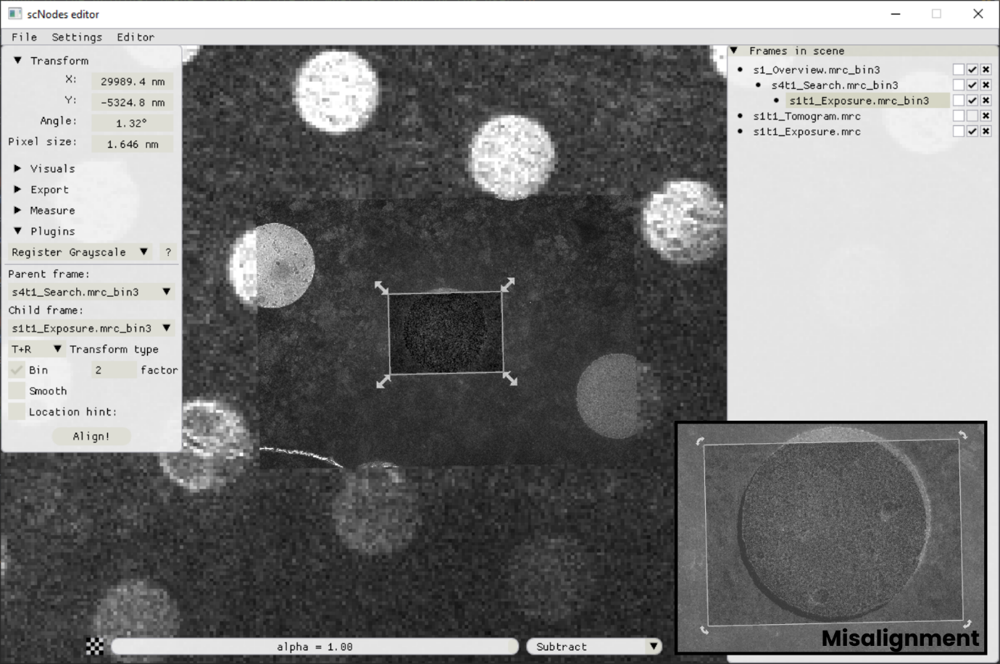 scNodes editor
File Settings Editor
Transform
X: 29989.4 nm
Y: -5324.8 nm
Angle: 1.32°
Pixel size: 1.646 nm
Visuals
Export
Measure
Plugins
Register Grayscale ?
Parent frame:
s4t1_Search.mrc_bin3
Child frame:
s1t1_Exposure.mrc_bin3
T+R Transform type
Bin 2 factor
Smooth
Location hint:
Align!
Frames in scene
s1_Overview.mrc_bin3
s4t1_Search.mrc_bin3
s1t1_Exposure.mrc_bin3
s1t1_Tomogram.mrc
s1t1_Exposure.mrc
Misalignment
alpha = 1.00
Subtract